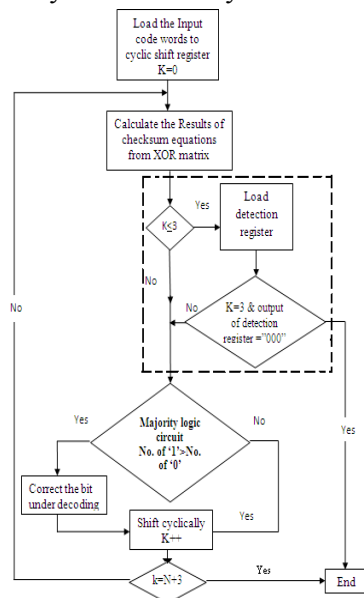 Load the Input
code words to
cyclic shift register
K=0
Calculate the Results of
checksum equations
from XOR matrix
K≤3
Yes
Load
detection
register
No
No
No
K=3 & output
of detection
register ="000"
Yes
Yes
No
Majority logic
circuit
No. of '1'>No.
of '0'
Correct the bit
under decoding
Shift cyclically
K++
Yes
k=N+3
Yes
End